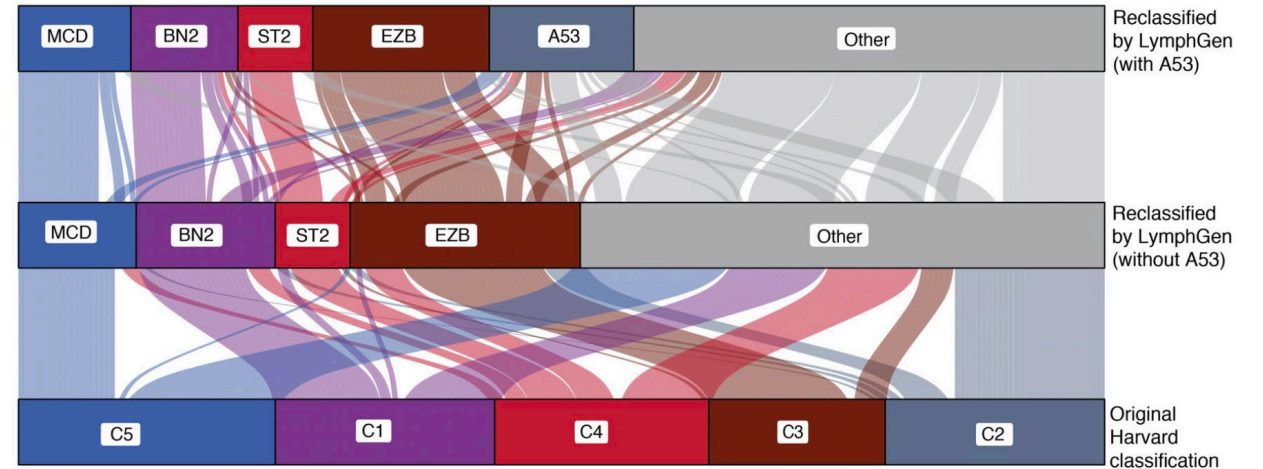 MCD
BN2
ST2
EZB
A53
Other
Reclassified
by LymphGen
(with A53)
MCD
BN2
ST2
EZB
Other
Reclassified
by LymphGen
(without A53)
C5
C1
C4
C3
C2
Original
Harvard
classification